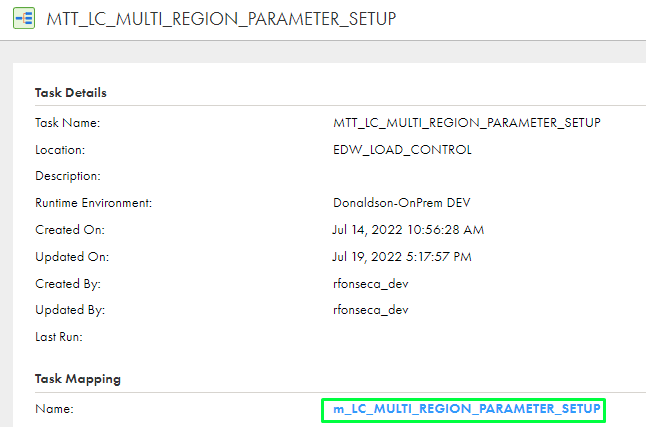 MTT_LC_MULTI_REGION_PARAMETER_SETUP
Task Details
Task Name: MTT_LC_MULTI_REGION_PARAMETER_SETUP
Location: EDW_LOAD_CONTROL
Description:
Runtime Environment: Donaldson-OnPrem DEV
Created On: Jul 14, 2022 10:56:28 AM
Updated On: Jul 19, 2022 5:17:57 PM
Created By: rfonseca_dev
Updated By: rfonseca_dev
Last Run:
Task Mapping
Name: m_LC_MULTI_REGION_PARAMETER_SETUP